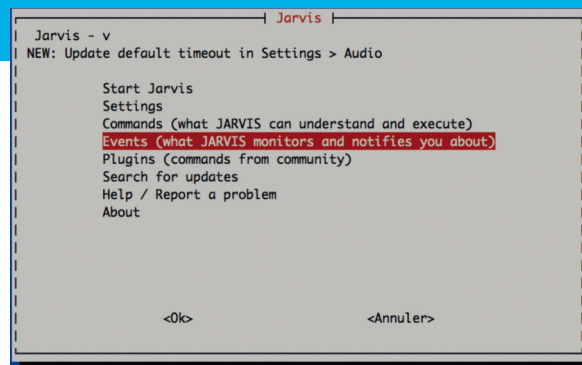 Jarvis
Jarvis - v
NEW: Update default timeout in Settings > Audio
Start Jarvis
Settings
Commands (what JARVIS can understand and execute)
Events (what JARVIS monitors and notifies you about)
Plugins (commands from community)
Search for updates
Help / Report a problem
About
<Ok> <Annuler>